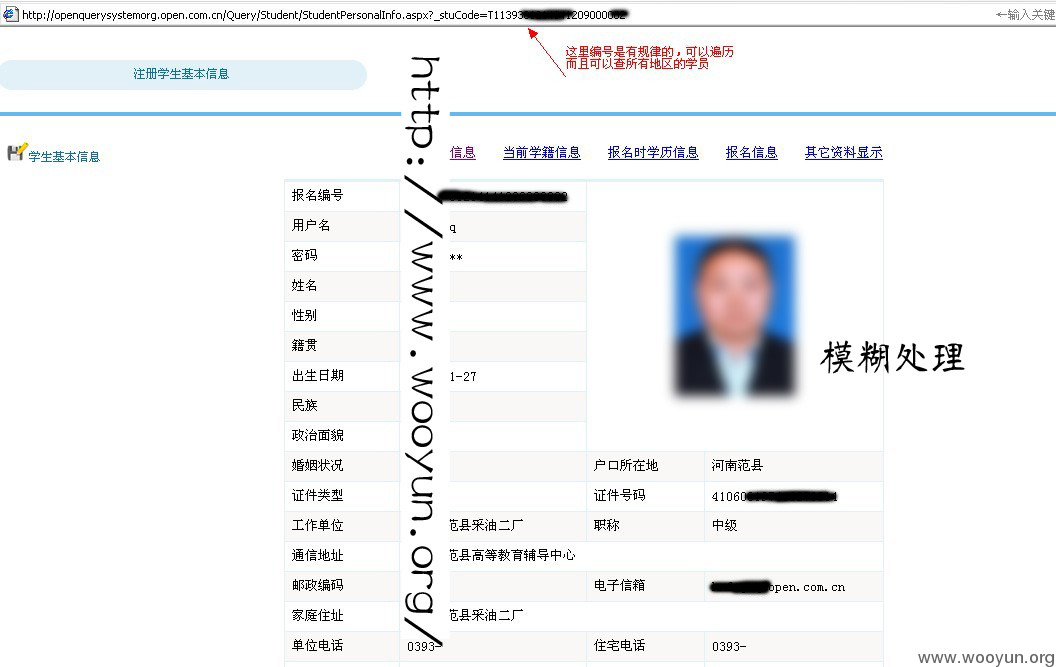 http://openquerysystemorg.open.com.cn/Query/Student/StudentPersonalInfo.aspx?_stuCode=T11393 209000
←输入关键
这里编号是有规律的，可以遍历
而且可以查所有地区的学员
注册学生基本信息
http://www.wooyun.org/
学生基本信息
信息 当前学籍信息 报名时学历信息 报名信息 其它资料显示
报名编号
用户名 q
密码 **
姓名
性别
籍贯
模糊处理
出生日期 1-27
民族
政治面貌
婚姻状况 户口所在地 河南范县
证件类型 证件号码 41060
工作单位 范县采油二厂 职称 中级
通信地址 范县高等教育辅导中心
邮政编码 电子信箱 open.com.cn
家庭住址 范县采油二厂
单位电话 0393- 住宅电话 0393-
www.wooyun.org